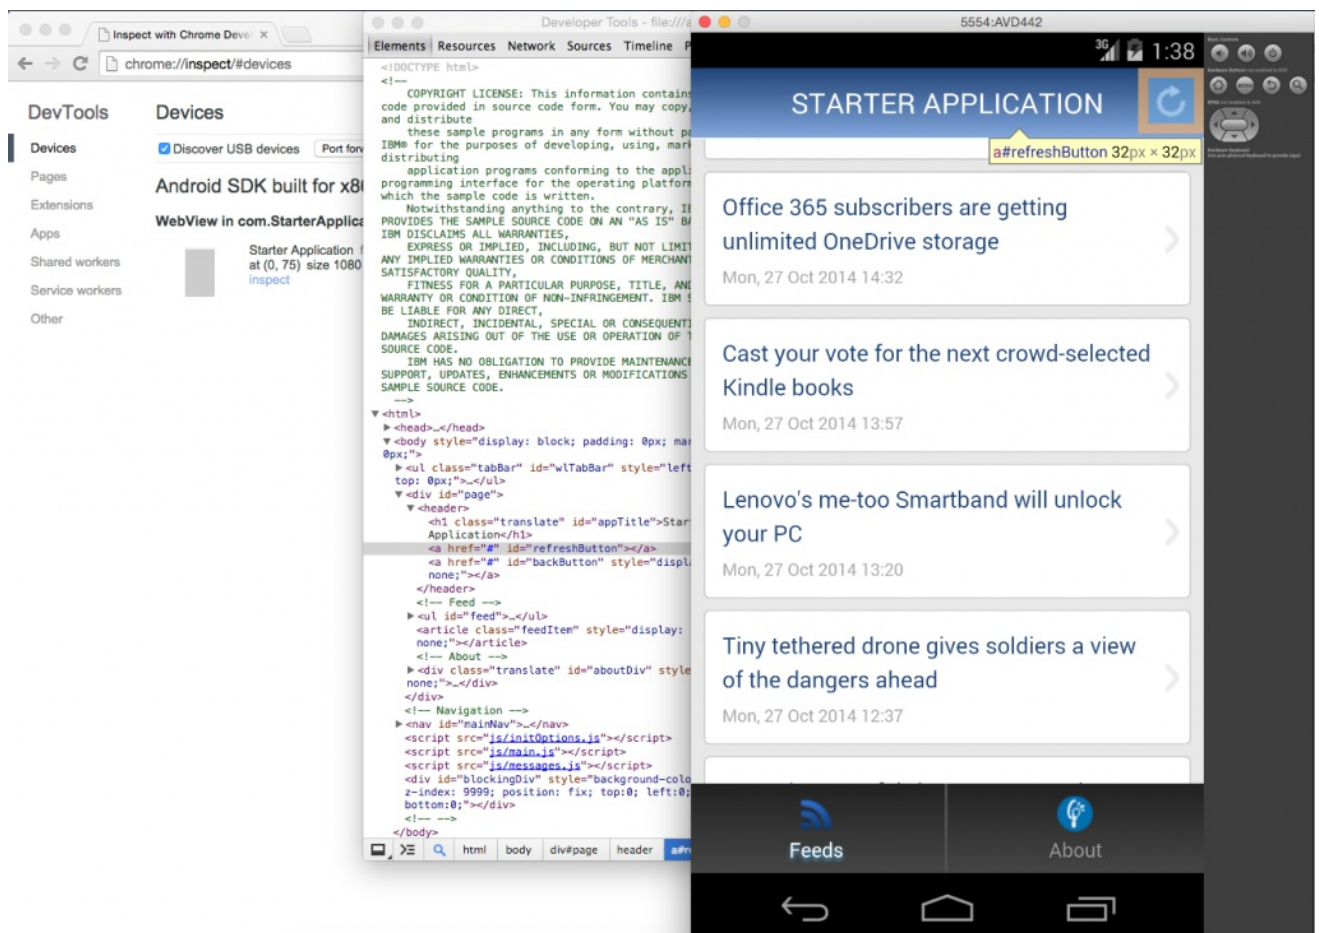 Inspect with Chrome Deve
chrome://inspect/#devices
DevTools
Devices
Pages
Extensions
Apps
Shared workers
Service workers
Other
Devices
Discover USB devices
Port forw
Android SDK built for x8
WebView in com.StarterApplica
Starter Application
at (0, 75) size 1080
inspect
Developer Tools - file:///a
Elements Resources Network Sources Timeline P
<!DOCTYPE html>
<!--
COPYRIGHT LICENSE: This information contains
code provided in source code form. You may copy,
and distribute
these sample programs in any form without pa
IBM® for the purposes of developing, using, mark
distributing
application programs conforming to the appli
programming interface for the operating platform
which the sample code is written.
Notwithstanding anything to the contrary, IB
PROVIDES THE SAMPLE SOURCE CODE ON AN "AS IS" BA
IBM DISCLAIMS ALL WARRANTIES,
EXPRESS OR IMPLIED, INCLUDING, BUT NOT LIMIT
ANY IMPLIED WARRANTIES OR CONDITIONS OF MERCHANT
SATISFACTORY QUALITY,
FITNESS FOR A PARTICULAR PURPOSE, TITLE, AND
WARRANTY OR CONDITION OF NON-INFRINGEMENT. IBM S
BE LIABLE FOR ANY DIRECT,
INDIRECT, INCIDENTAL, SPECIAL OR CONSEQUENTI
DAMAGES ARISING OUT OF THE USE OR OPERATION OF T
SOURCE CODE.
IBM HAS NO OBLIGATION TO PROVIDE MAINTENANCE
SUPPORT, UPDATES, ENHANCEMENTS OR MODIFICATIONS
SAMPLE SOURCE CODE.
-->
<html>
<head>…</head>
<body style="display: block; padding: 0px; mar
0px;">
<ul class="tabBar" id="wlTabBar" style="left
top: 0px;">…</ul>
<div id="page">
<header>
<h1 class="translate" id="appTitle">Star
Application</h1>
<a href="#" id="refreshButton"></a>
<a href="#" id="backButton" style="displ
none;"></a>
</header>
<!-- Feed -->
<ul id="feed">…</ul>
<article class="feedItem" style="display:
none;"></article>
<!-- About -->
<div class="translate" id="aboutDiv" style
none;">…</div>
</div>
<!-- Navigation -->
<nav id="mainNav">…</nav>
<script src="js/initOptions.js"></script>
<script src="js/main.js"></script>
<script src="js/messages.js"></script>
<div id="blockingDiv" style="background-colo
z-index: 9999; position: fix; top:0; left:0;
bottom:0;"></div>
<!-- -->
</body>
html body div#page header a#r
5554:AVD442
3G 1:38
STARTER APPLICATION
a#refreshButton 32px × 32px
Office 365 subscribers are getting
unlimited OneDrive storage
Mon, 27 Oct 2014 14:32
Cast your vote for the next crowd-selected
Kindle books
Mon, 27 Oct 2014 13:57
Lenovo's me-too Smartband will unlock
your PC
Mon, 27 Oct 2014 13:20
Tiny tethered drone gives soldiers a view
of the dangers ahead
Mon, 27 Oct 2014 12:37
Feeds
About